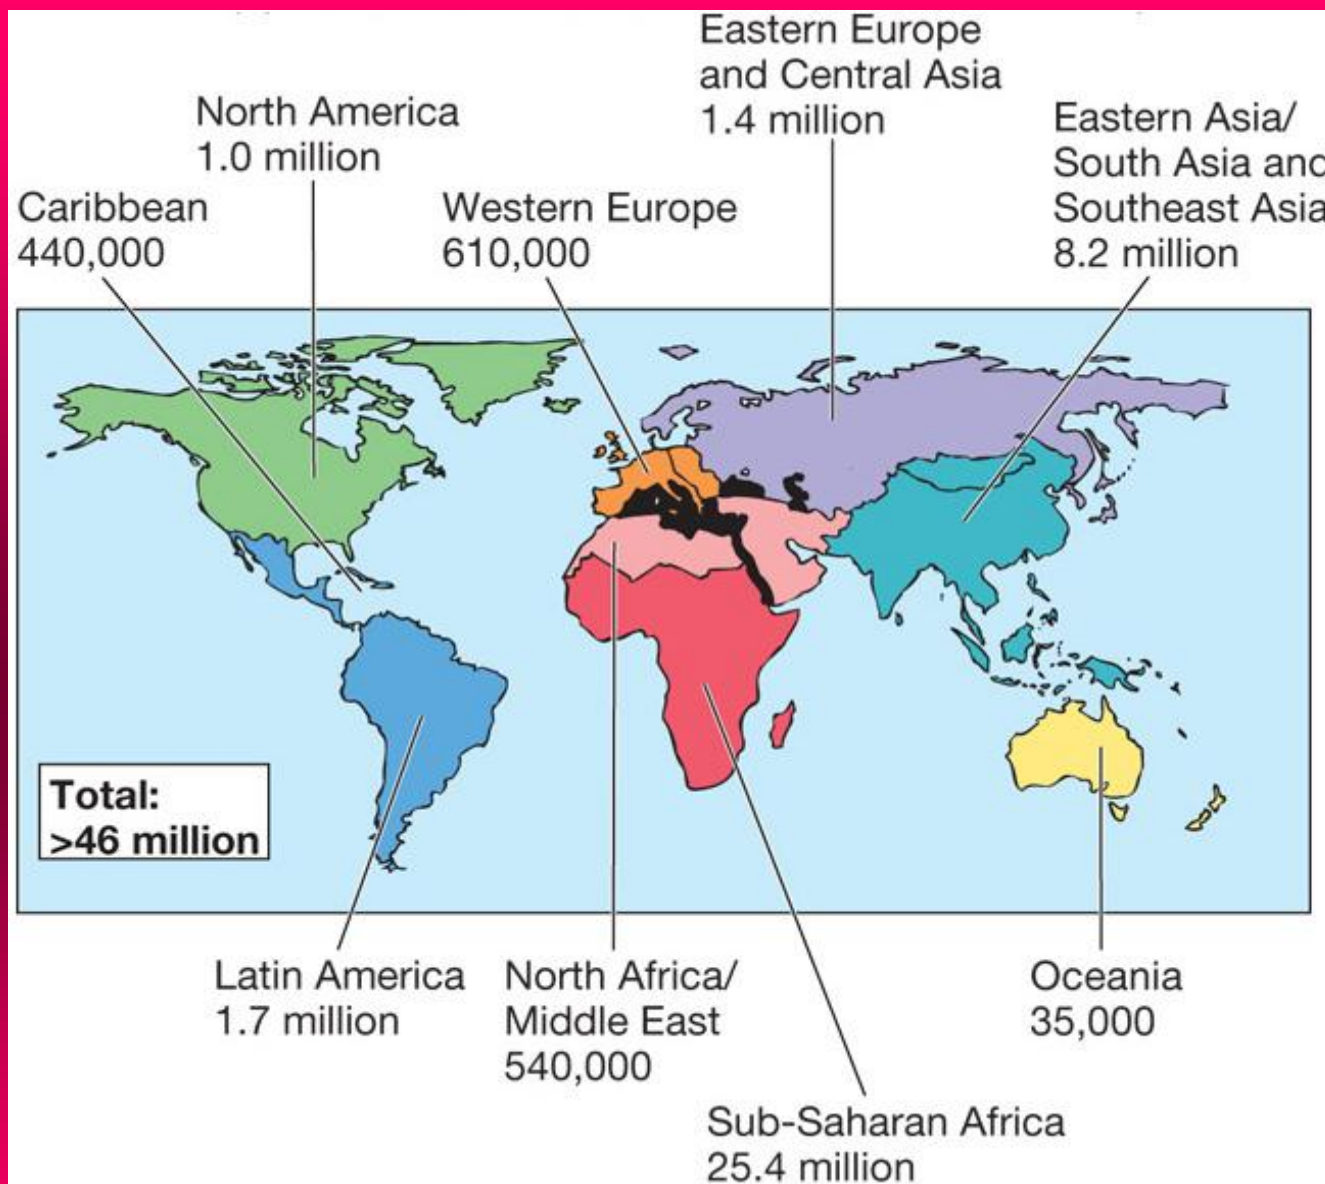 Eastern Europe
and Central Asia
1.4 million
North America
1.0 million
Eastern Asia/
South Asia and
Southeast Asia
8.2 million
Caribbean
440,000
Western Europe
610,000
Total:
>46 million
Latin America
1.7 million
North Africa/
Middle East
540,000
Oceania
35,000
Sub-Saharan Africa
25.4 million